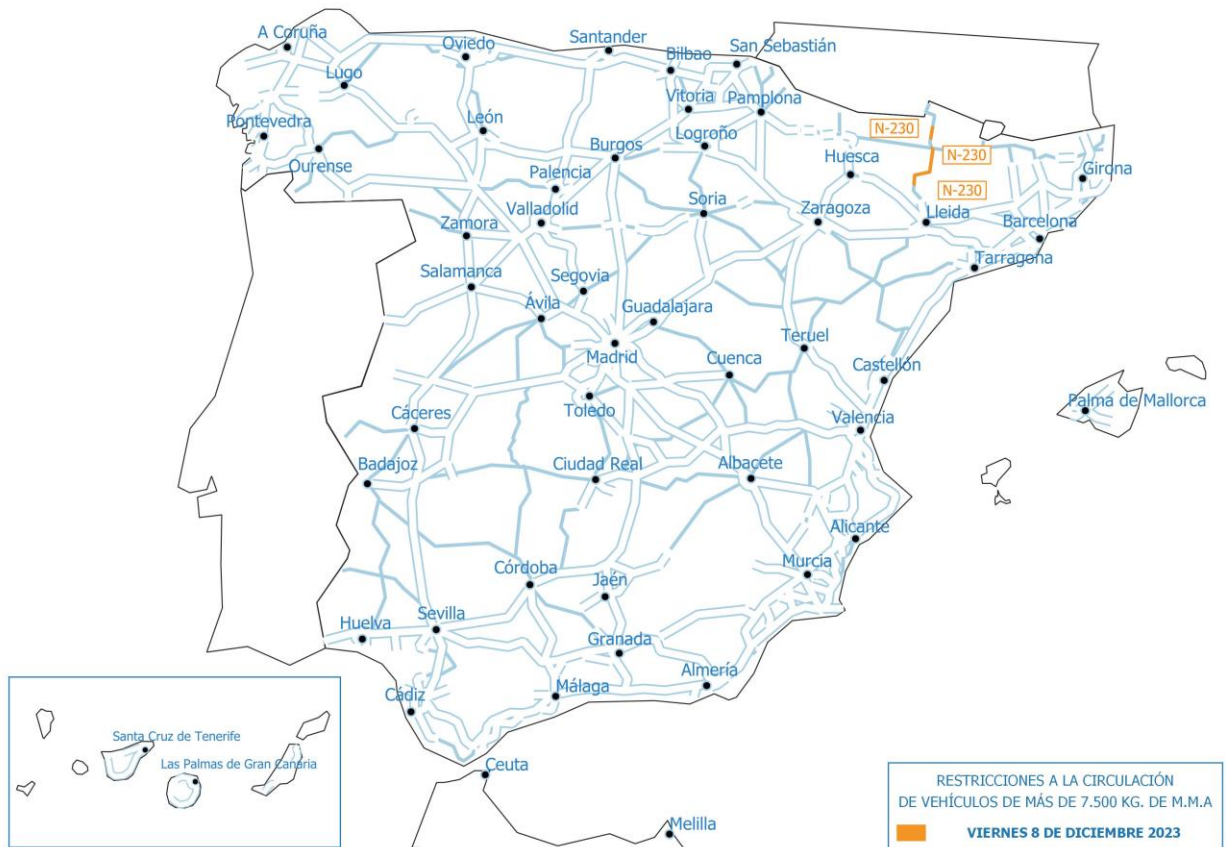 A Coruña
Oviedo
Santander
Bilbao
San Sebastián
Lugo
Vitoria
Pamplona
Pontevedra
León
Logroño
N-230
Ourense
Burgos
Huesca
N-230
Palencia
Girona
N-230
Valladolid
Soria
Zaragoza
Lleida
Zamora
Barcelona
Tarragona
Salamanca
Segovia
Ávila
Guadalajara
Teruel
Madrid
Cuenca
Castellón
Toledo
Palma de Mallorca
Cáceres
Valencia
Badajoz
Ciudad Real
Albacete
Alicante
Córdoba
Jaén
Murcia
Huelva
Sevilla
Granada
Almería
Cádiz
Málaga
Santa Cruz de Tenerife
Las Palmas de Gran Canaria
Ceuta
Melilla
RESTRICCIONES A LA CIRCULACIÓN
DE VEHÍCULOS DE MÁS DE 7.500 KG. DE M.M.A
VIERNES 8 DE DICIEMBRE 2023